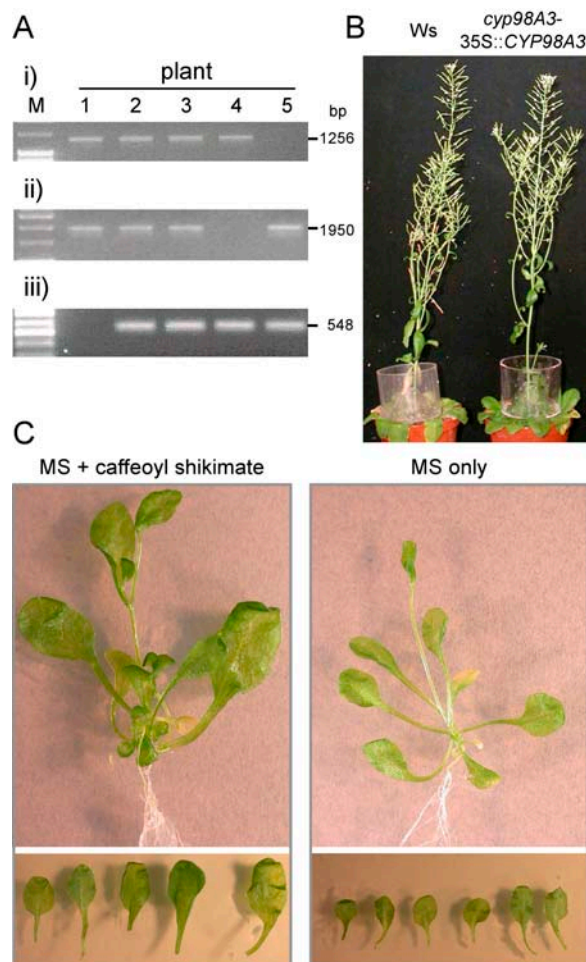 A
i)
plant
M 1 2 3 4 5 bp
1256
ii)
1950
iii)
548
B
Ws
cyp98A3-
35S::CYP98A3
C
MS + caffeoyl shikimate
MS only